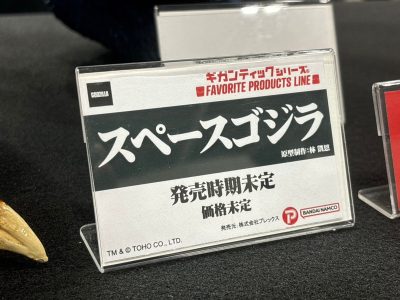 GODZILLA
ギガンティックシリーズ
FAVORITE PRODUCTS LINE
スペースゴジラ
原型制作:林 凱悠
発売時期未定
価格未定
発売元:株式会社プレックス
P
BANDAI NAMCO
TM & © TOHO CO., LTD.